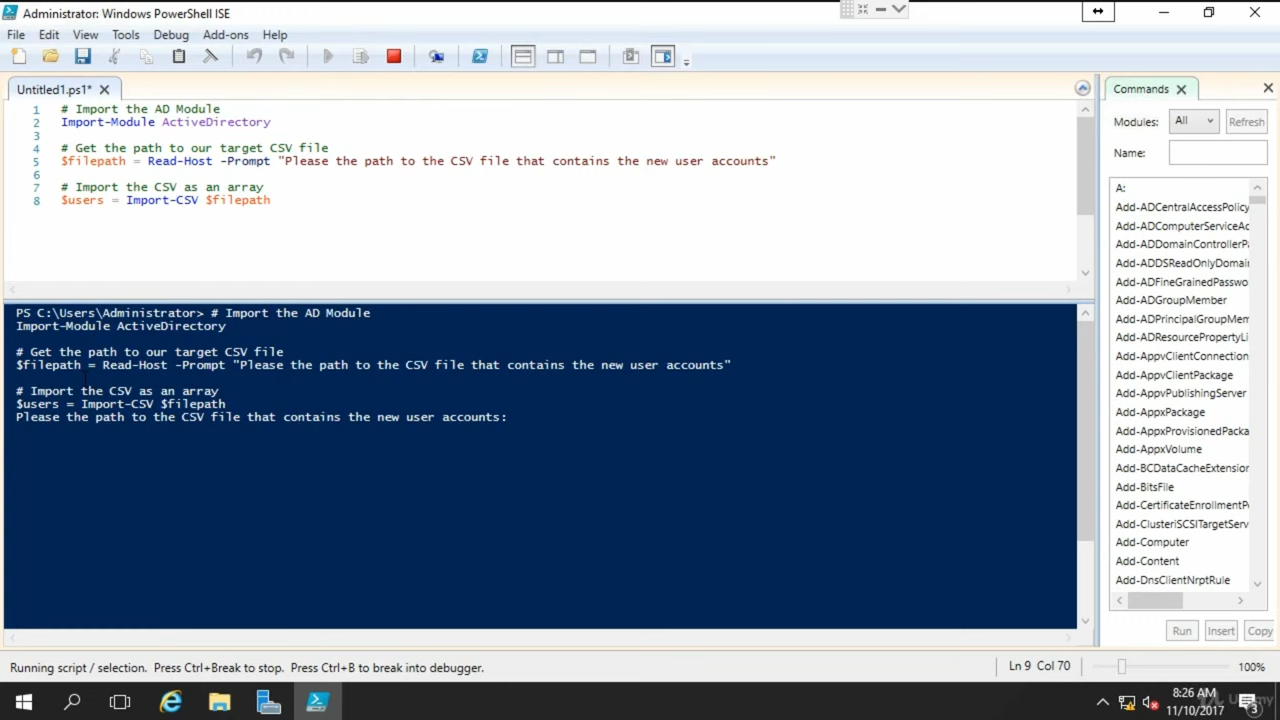 Administrator: Windows PowerShell ISE
File Edit View Tools Debug Add-ons Help
Untitled1.ps1*
1 # Import the AD Module
2 Import-Module ActiveDirectory
3
4 # Get the path to our target CSV file
5 $filepath = Read-Host -Prompt "Please the path to the CSV file that contains the new user accounts"
6
7 # Import the CSV as an array
8 $users = Import-CSV $filepath
PS C:\Users\Administrator> # Import the AD Module
Import-Module ActiveDirectory
# Get the path to our target CSV file
$filepath = Read-Host -Prompt "Please the path to the CSV file that contains the new user accounts"
# Import the CSV as an array
$users = Import-CSV $filepath
Please the path to the CSV file that contains the new user accounts:
Commands
Modules: All Refresh
Name:
A:
Add-ADCentralAccessPolicy
Add-ADComputerServiceAc
Add-ADDomainControllerPa
Add-ADDSReadOnlyDomai
Add-ADFineGrainedPasswo
Add-ADGroupMember
Add-ADPrincipalGroupMem
Add-ADResourcePropertyLi
Add-AppvClientConnection
Add-AppvClientPackage
Add-AppvPublishingServer
Add-AppxPackage
Add-AppxProvisionedPacka
Add-AppxVolume
Add-BCDataCacheExtension
Add-BitsFile
Add-CertificateEnrollmentPo
Add-ClusteriSCSITargetServ
Add-Computer
Add-Content
Add-DnsClientNrptRule
Run Insert Copy
Running script / selection. Press Ctrl+Break to stop. Press Ctrl+B to break into debugger.
Ln 9 Col 70
100%
8:26 AM
11/10/2017
3
Udemy